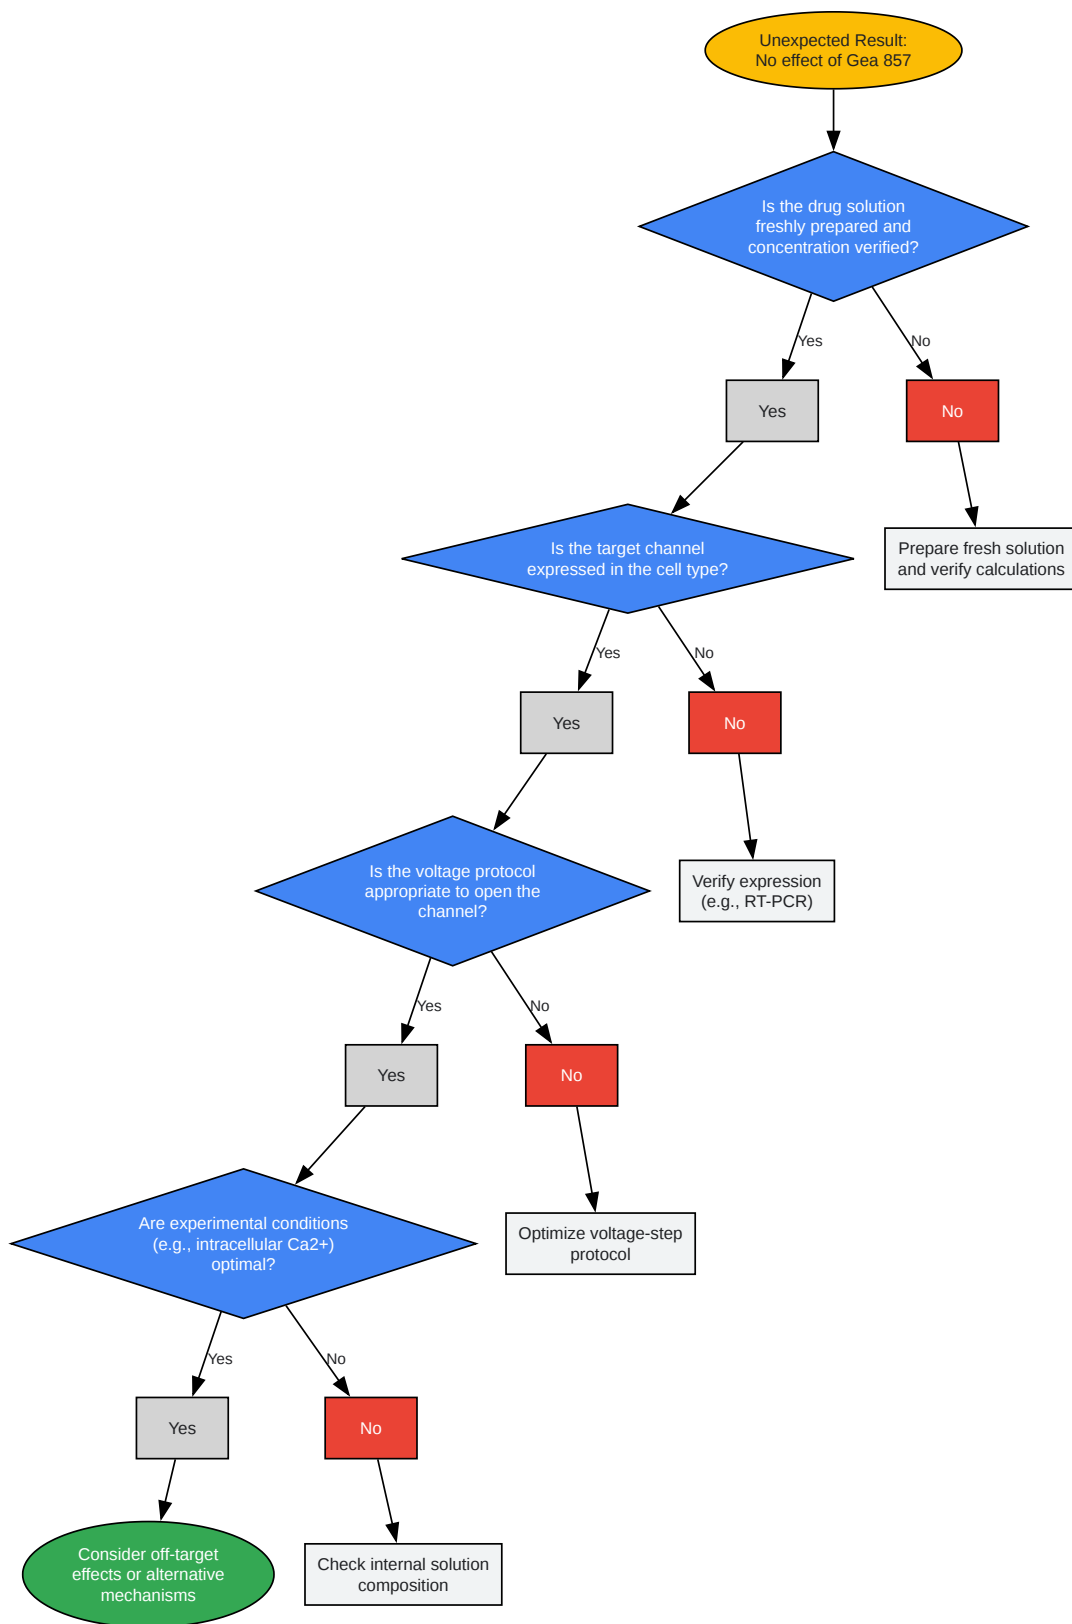 Unexpected Result:
No effect of Gea 857
Is the drug solution
freshly prepared and
concentration verified?
Yes
No
Yes
No
Is the target channel
expressed in the cell type?
Prepare fresh solution
and verify calculations
Yes
No
Yes
No
Is the voltage protocol
appropriate to open the
channel?
Verify expression
(e.g., RT-PCR)
Yes
No
Yes
No
Are experimental conditions
(e.g., intracellular Ca2+)
optimal?
Optimize voltage-step
protocol
Yes
No
Yes
No
Consider off-target
effects or alternative
mechanisms
Check internal solution
composition